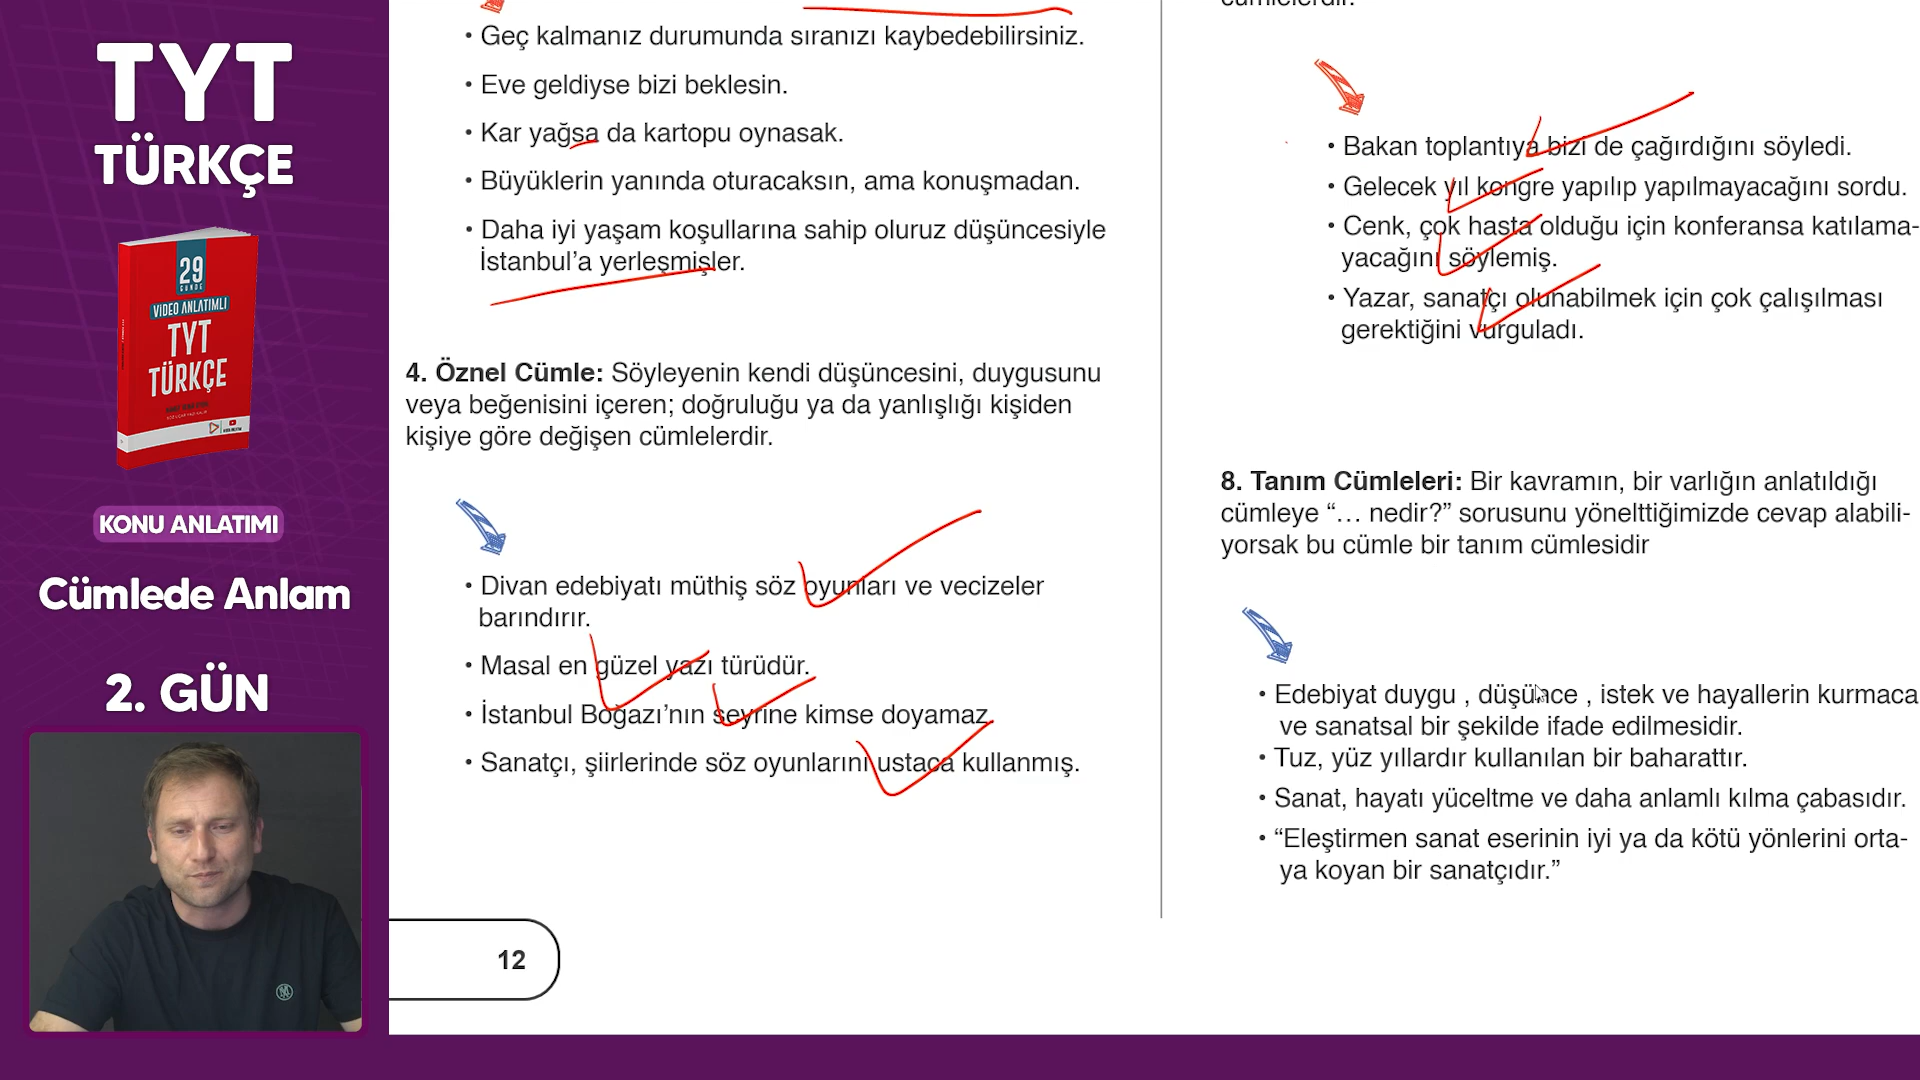 TYT
TÜRKÇE
29
GÜNDE
VİDEO ANLATIMLI
TYT
TÜRKÇE
KONU ANLATIMI
Cümlede Anlam
2. GÜN
• Geç kalmanız durumunda sıranızı kaybedebilirsiniz.
• Eve geldiyse bizi beklesin.
• Kar yağsa da kartopu oynasak.
• Büyüklerin yanında oturacaksın, ama konuşmadan.
• Daha iyi yaşam koşullarına sahip oluruz düşüncesiyle
İstanbul’a yerleşmişler.
4. Öznel Cümle: Söyleyenin kendi düşüncesini, duygusunu
veya beğenisini içeren; doğruluğu ya da yanlışlığı kişiden
kişiye göre değişen cümlelerdir.
• Divan edebiyatı müthiş söz oyunları ve vecizeler
barındırır.
• Masal en güzel yazı türüdür.
• İstanbul Boğazı’nın seyrine kimse doyamaz.
• Sanatçı, şiirlerinde söz oyunlarını ustaca kullanmış.
12
cümlelerdir.
• Bakan toplantıya bizi de çağırdığını söyledi.
• Gelecek yıl kongre yapılıp yapılmayacağını sordu.
• Cenk, çok hasta olduğu için konferansa katılama-
yacağını söylemiş.
• Yazar, sanatçı olunabilmek için çok çalışılması
gerektiğini vurguladı.
8. Tanım Cümleleri: Bir kavramın, bir varlığın anlatıldığı
cümleye “… nedir?” sorusunu yönelttiğimizde cevap alabili-
yorsak bu cümle bir tanım cümlesidir
• Edebiyat duygu , düşünce , istek ve hayallerin kurmaca
ve sanatsal bir şekilde ifade edilmesidir.
• Tuz, yüz yıllardır kullanılan bir baharattır.
• Sanat, hayatı yüceltme ve daha anlamlı kılma çabasıdır.
• “Eleştirmen sanat eserinin iyi ya da kötü yönlerini orta-
ya koyan bir sanatçıdır.”